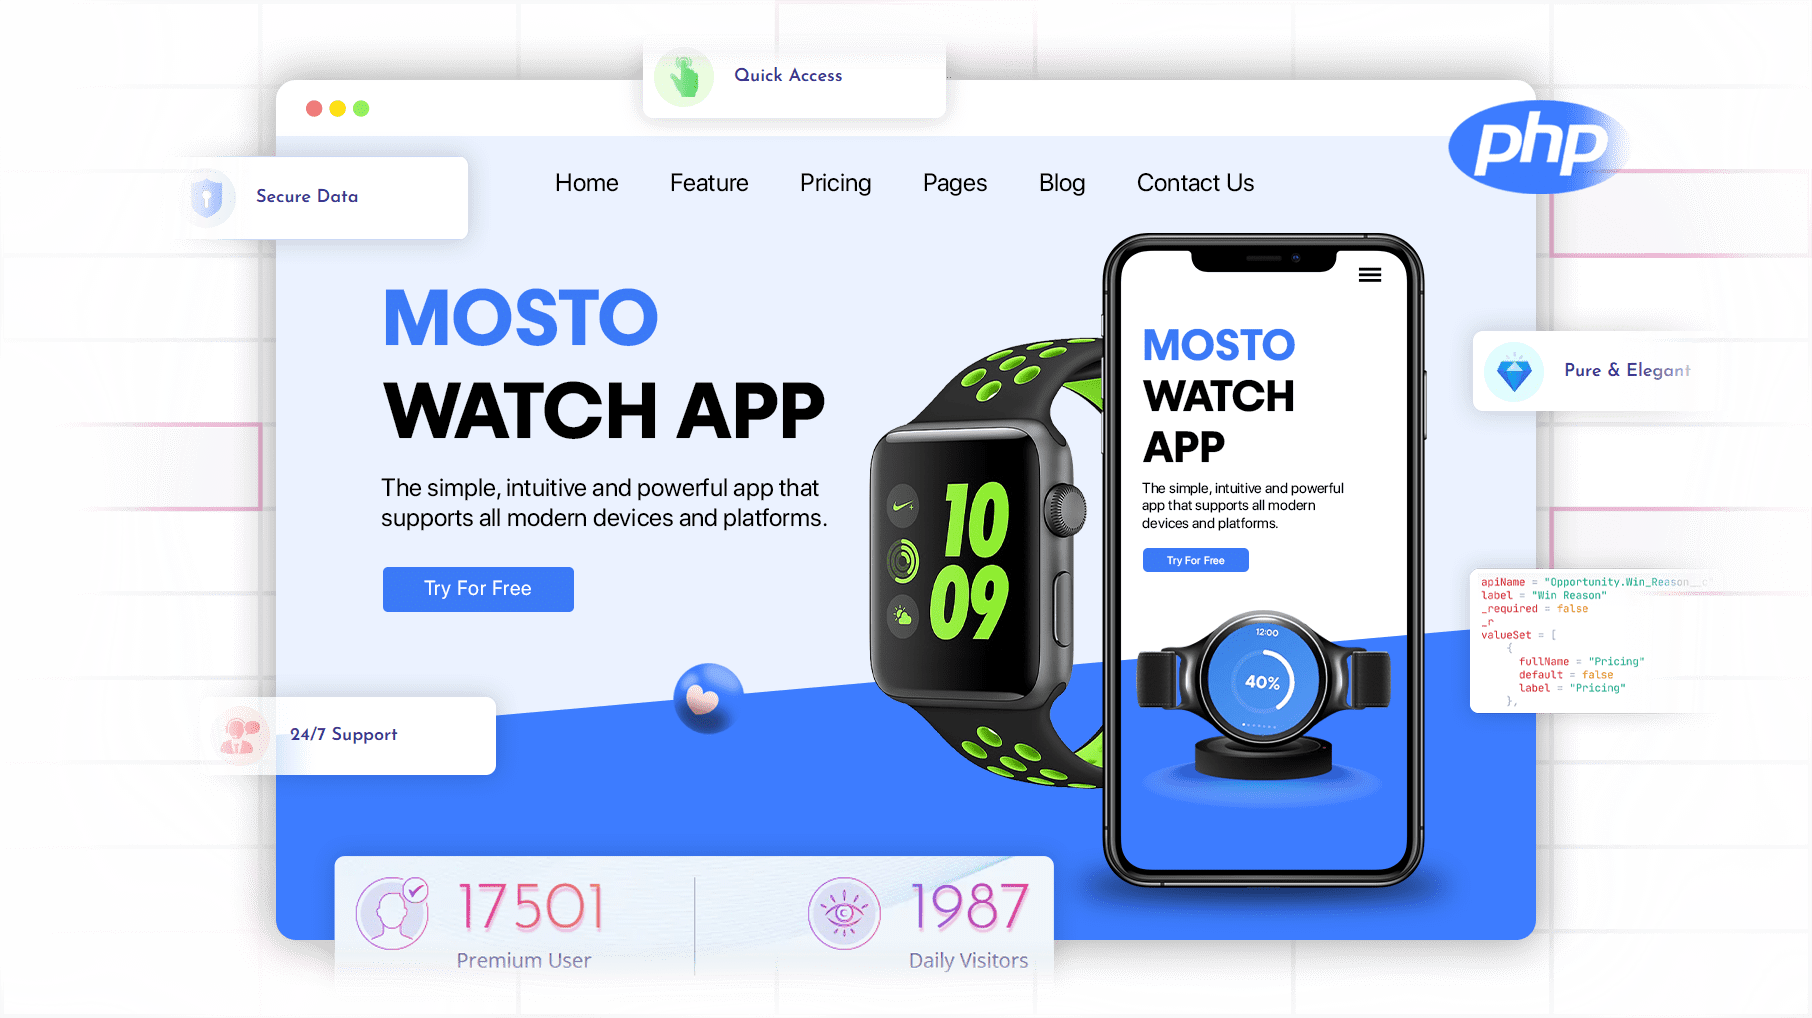 Quick Access
php
Secure Data
Home Feature Pricing Pages Blog Contact Us
MOSTO
WATCH APP
The simple, intuitive and powerful app that
supports all modern devices and platforms.
Try For Free
10
09
MOSTO
WATCH
APP
The simple, intuitive and powerful
app that supports all modern
devices and platforms.
Try For Free
12:00
40%
Pure & Elegant
apiName = "Opportunity.Win_Reason__c"
label = "Win Reason"
_required = false
_r
valueSet = [
{
fullName = "Pricing"
default = false
label = "Pricing"
},
24/7 Support
17501
Premium User
1987
Daily Visitors